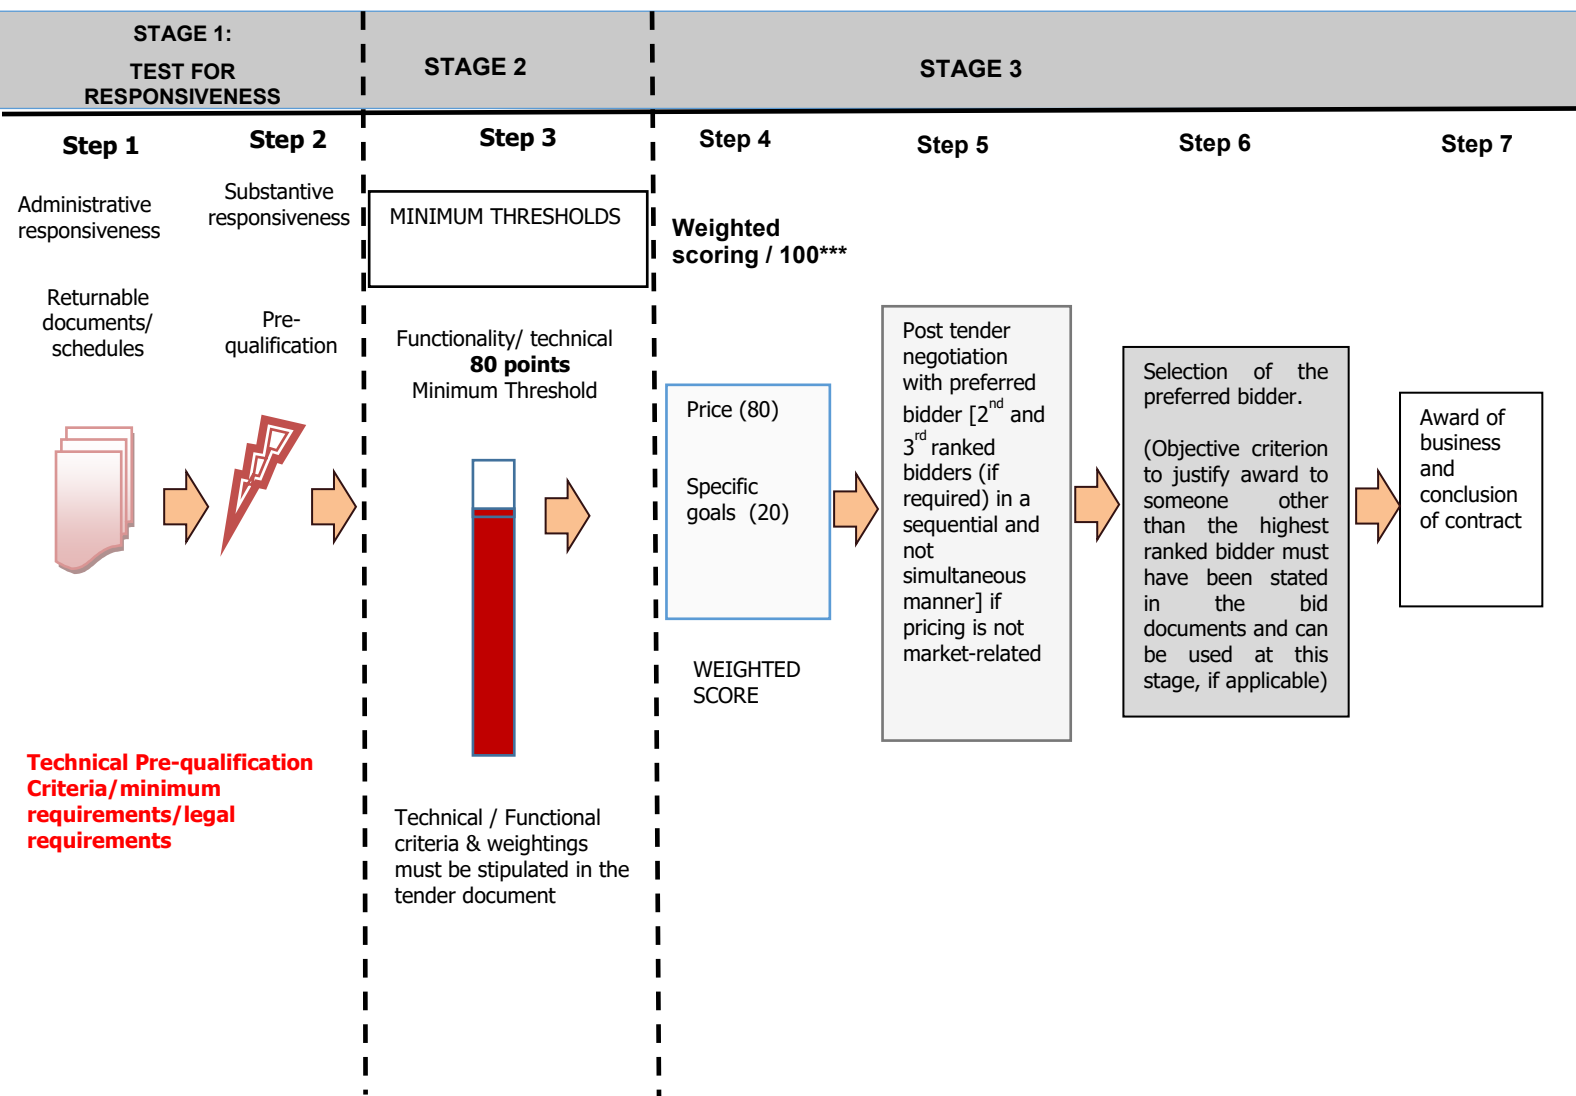 STAGE 1:
TEST FOR
RESPONSIVENESS
STAGE 2
STAGE 3
Step 1
Step 2
Step 3
Step 4
Step 5
Step 6
Step 7
Administrative
responsiveness
Returnable
documents/
schedules
Substantive
responsiveness
Pre-
qualification
Technical Pre-qualification
Criteria/minimum
requirements/legal
requirements
MINIMUM THRESHOLDS
Functionality/ technical
80 points
Minimum Threshold
Technical / Functional
criteria & weightings
must be stipulated in the
tender document
Weighted
scoring / 100***
Price (80)
Specific
goals (20)
WEIGHTED
SCORE
Post tender
negotiation
with preferred
bidder [2nd and
3rd ranked
bidders (if
required) in a
sequential and
not
simultaneous
manner] if
pricing is not
market-related
Selection of the
preferred bidder.
(Objective criterion
to justify award to
someone other
than the highest
ranked bidder must
have been stated
in the bid
documents and can
be used at this
stage, if applicable)
Award of
business
and
conclusion
of contract